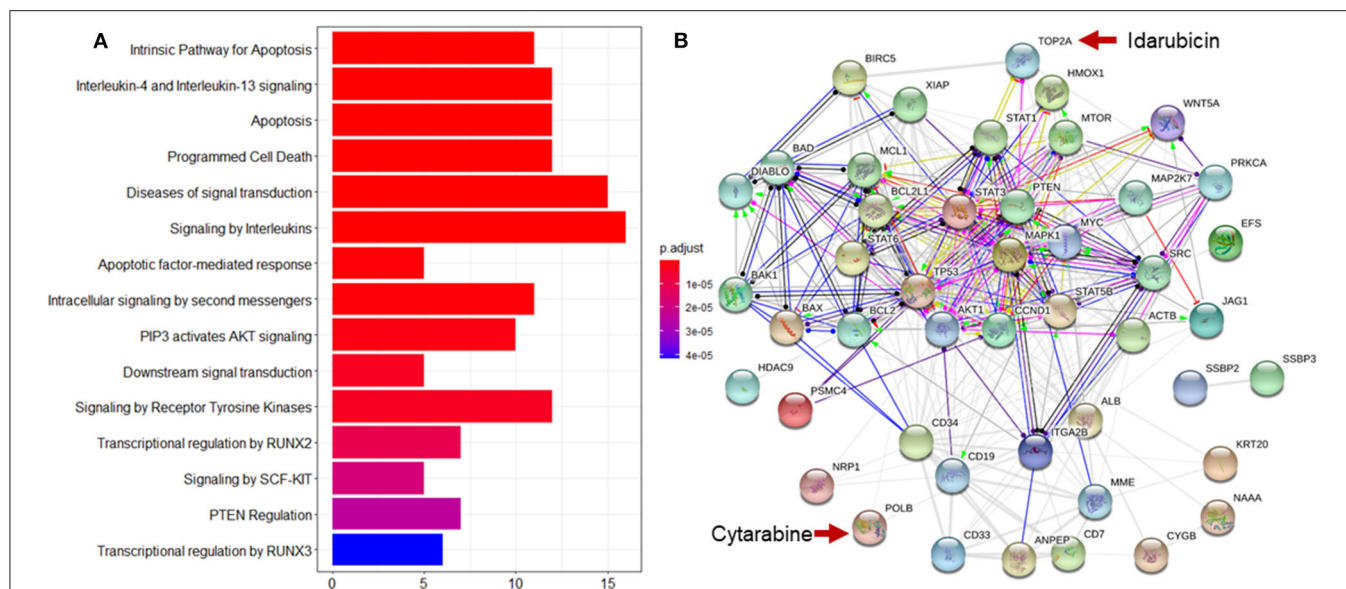 A
Intrinsic Pathway for Apoptosis
Interleukin-4 and Interleukin-13 signaling
Apoptosis
Programmed Cell Death
Diseases of signal transduction
Signaling by Interleukins
Apoptotic factor-mediated response
Intracellular signaling by second messengers
PIP3 activates AKT signaling
Downstream signal transduction
Signaling by Receptor Tyrosine Kinases
Transcriptional regulation by RUNX2
Signaling by SCF-KIT
PTEN Regulation
Transcriptional regulation by RUNX3
0 5 10 15
p.adjust
1e-05
2e-05
3e-05
4e-05
B
TOP2A
Idarubicin
BIRC5
HMOX1
XIAP
WNT5A
STAT1
MTOR
BAD
MCL1
PRKCA
DIABLO
MAP2K7
BCL2L1
STAT3
PTEN
EFS
MYC
STAT6
MAPK1
SRC
BAK1
TP53
STAT5B
JAG1
BAX
BCL2
AKT1
CCND1
ACTB
SSBP3
SSBP2
HDAC9
PSMC4
ALB
CD34
ITGA2B
KRT20
NRP1
CD19
MME
NAAA
POLB
Cytarabine
CD33
ANPEP
CD7
CYGB